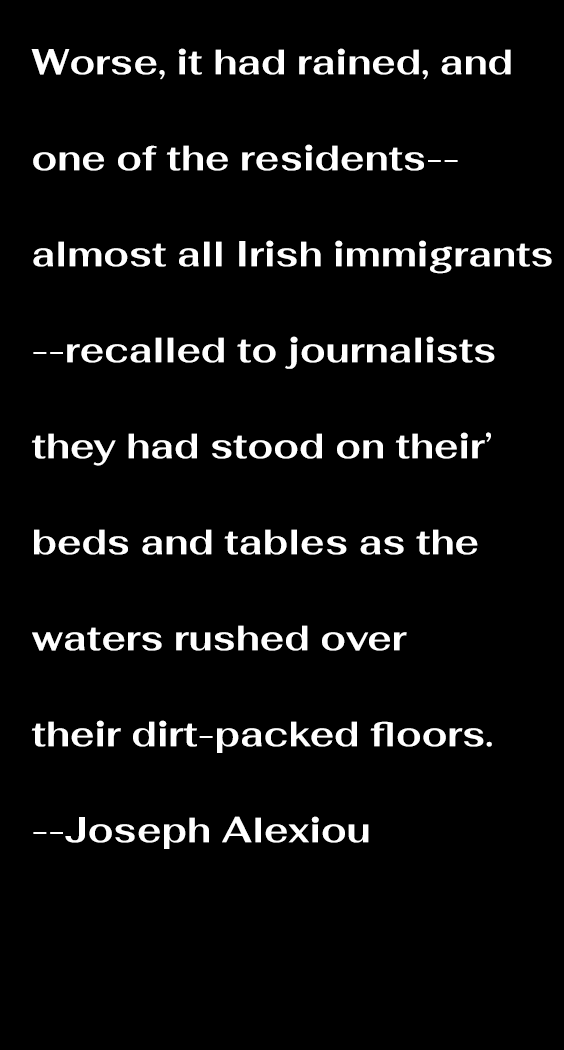 Worse, it had rained, and
one of the residents--
almost all Irish immigrants
--recalled to journalists
they had stood on their’
beds and tables as the
waters rushed over
their dirt-packed floors.
--Joseph Alexiou